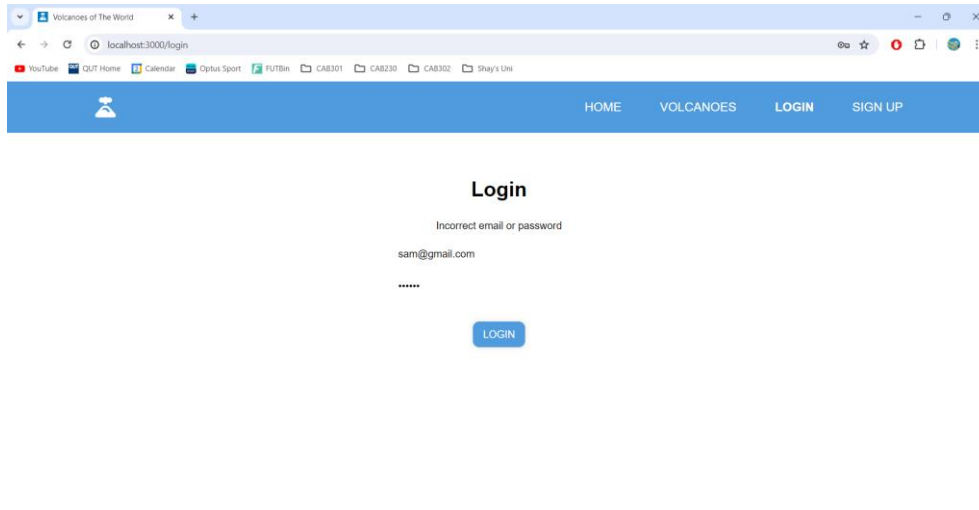 Volcanoes of The World
localhost:3000/login
YouTube QUT Home Calendar Optus Sport FUTBin CAB301 CAB230 CAB302 Shay's Uni
HOME VOLCANOES LOGIN SIGN UP
Login
Incorrect email or password
sam@gmail.com
••••••
LOGIN